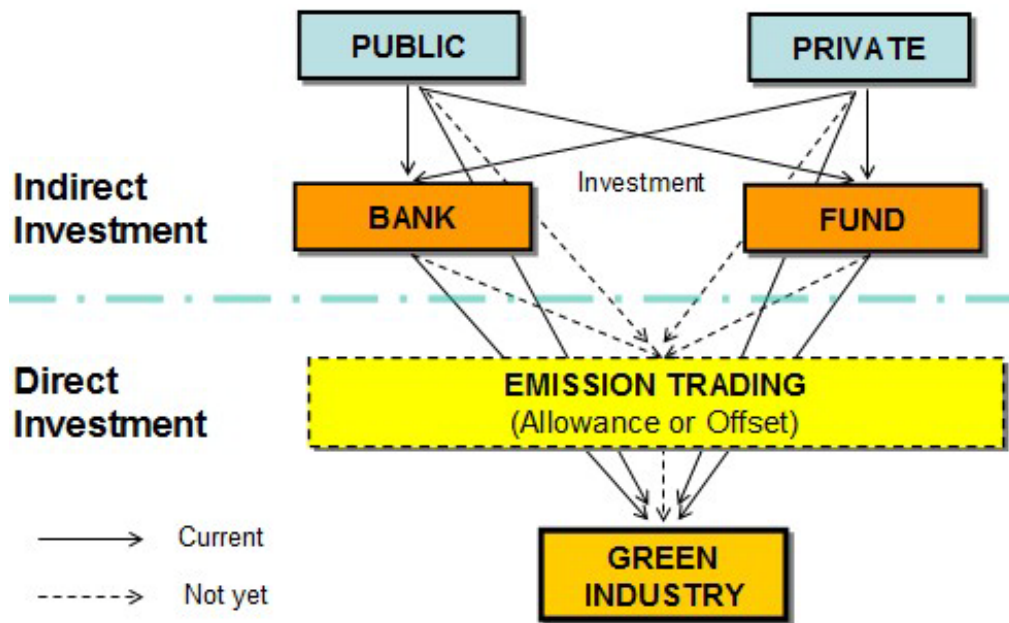 PUBLIC
PRIVATE
Indirect
Investment
Investment
BANK
FUND
Direct
Investment
EMISSION TRADING
(Allowance or Offset)
Current
Not yet
GREEN
INDUSTRY